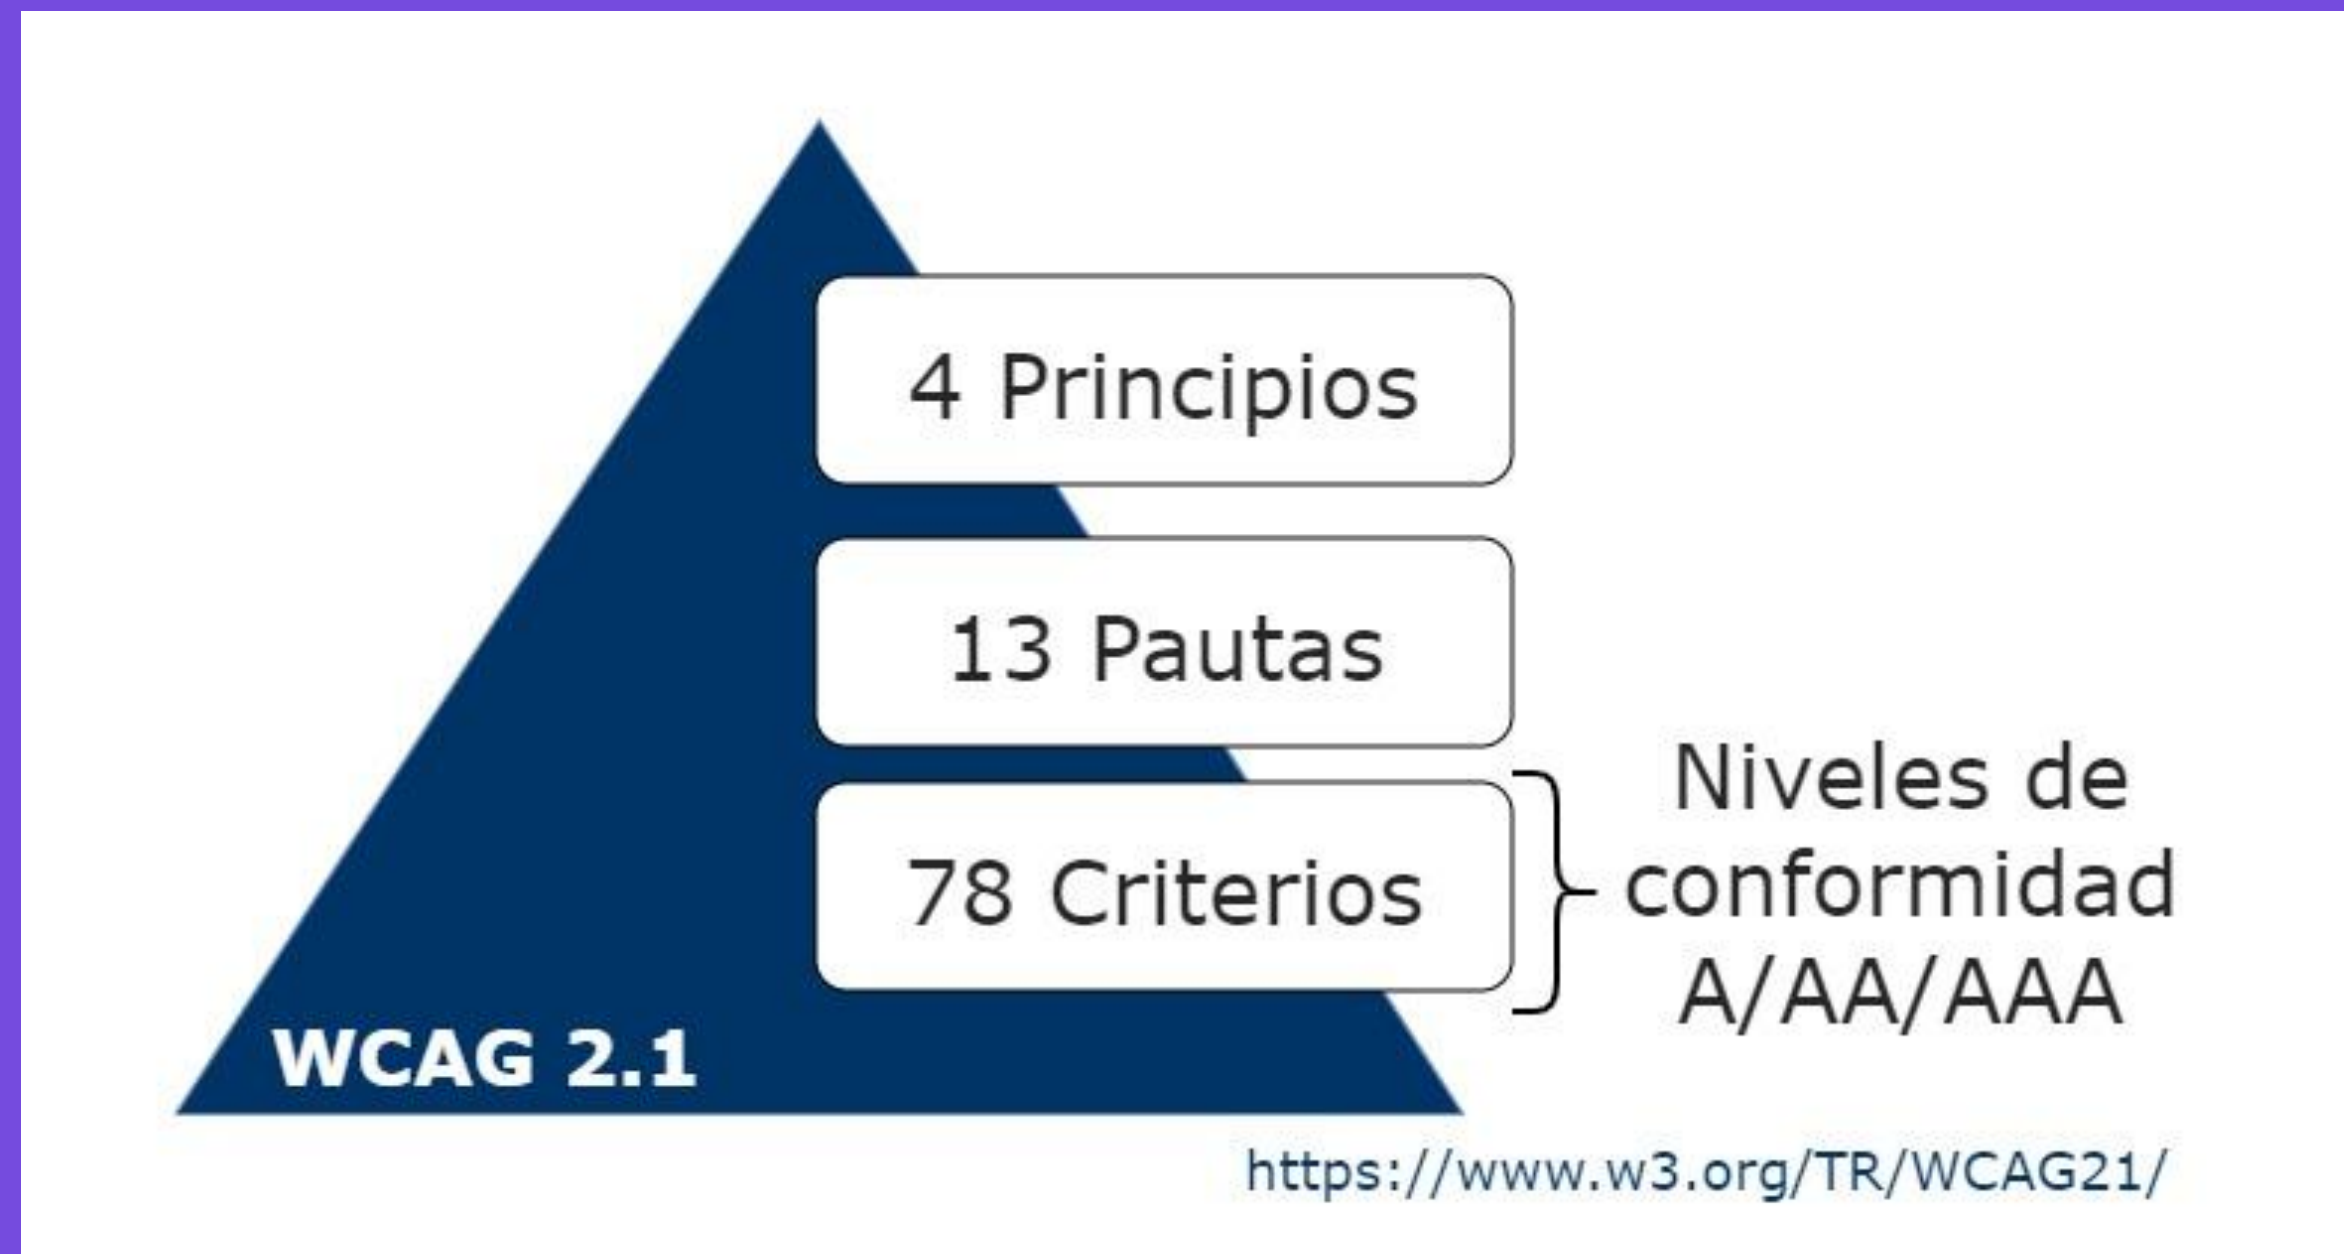 4 Principios
13 Pautas
78 Criterios
Niveles de
conformidad
A/AA/AAA
WCAG 2.1
https://www.w3.org/TR/WCAG21/